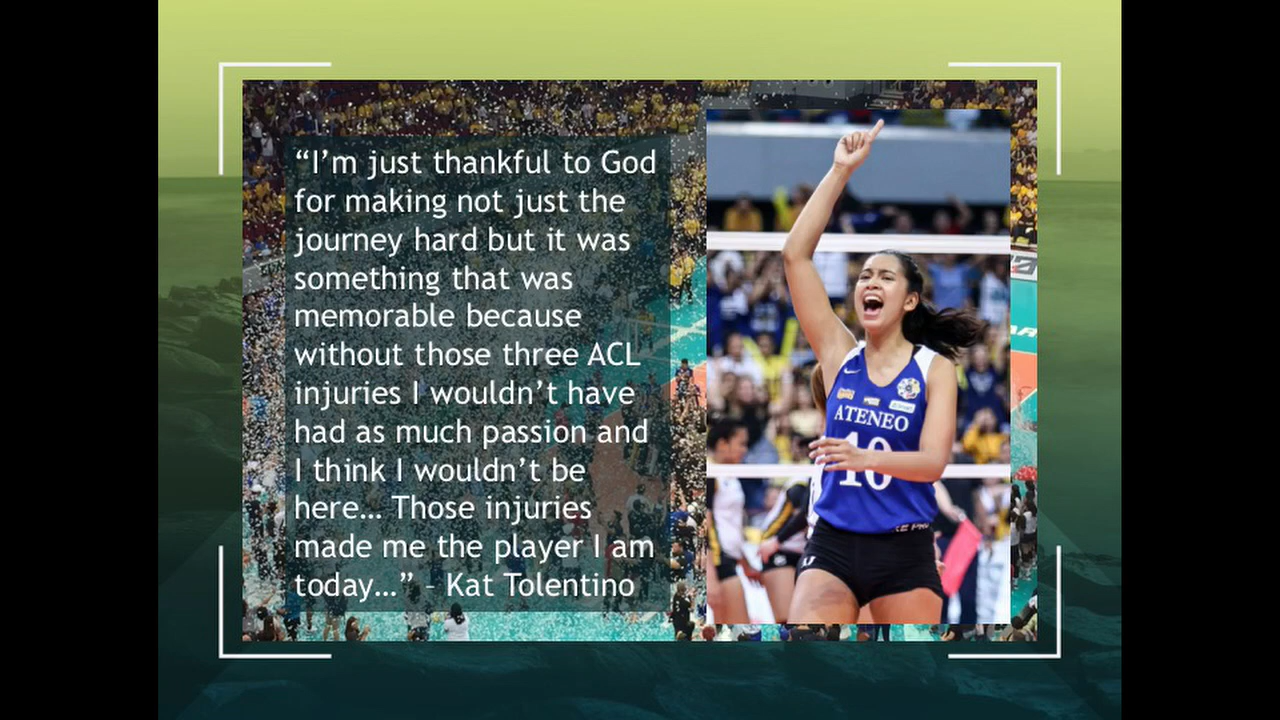 “I’m just thankful to God
for making not just the
journey hard but it was
something that was
memorable because
without those three ACL
injuries I wouldn’t have
had as much passion and
I think I wouldn’t be
here… Those injuries
made me the player I am
today…” – Kat Tolentino
ATENEO
10